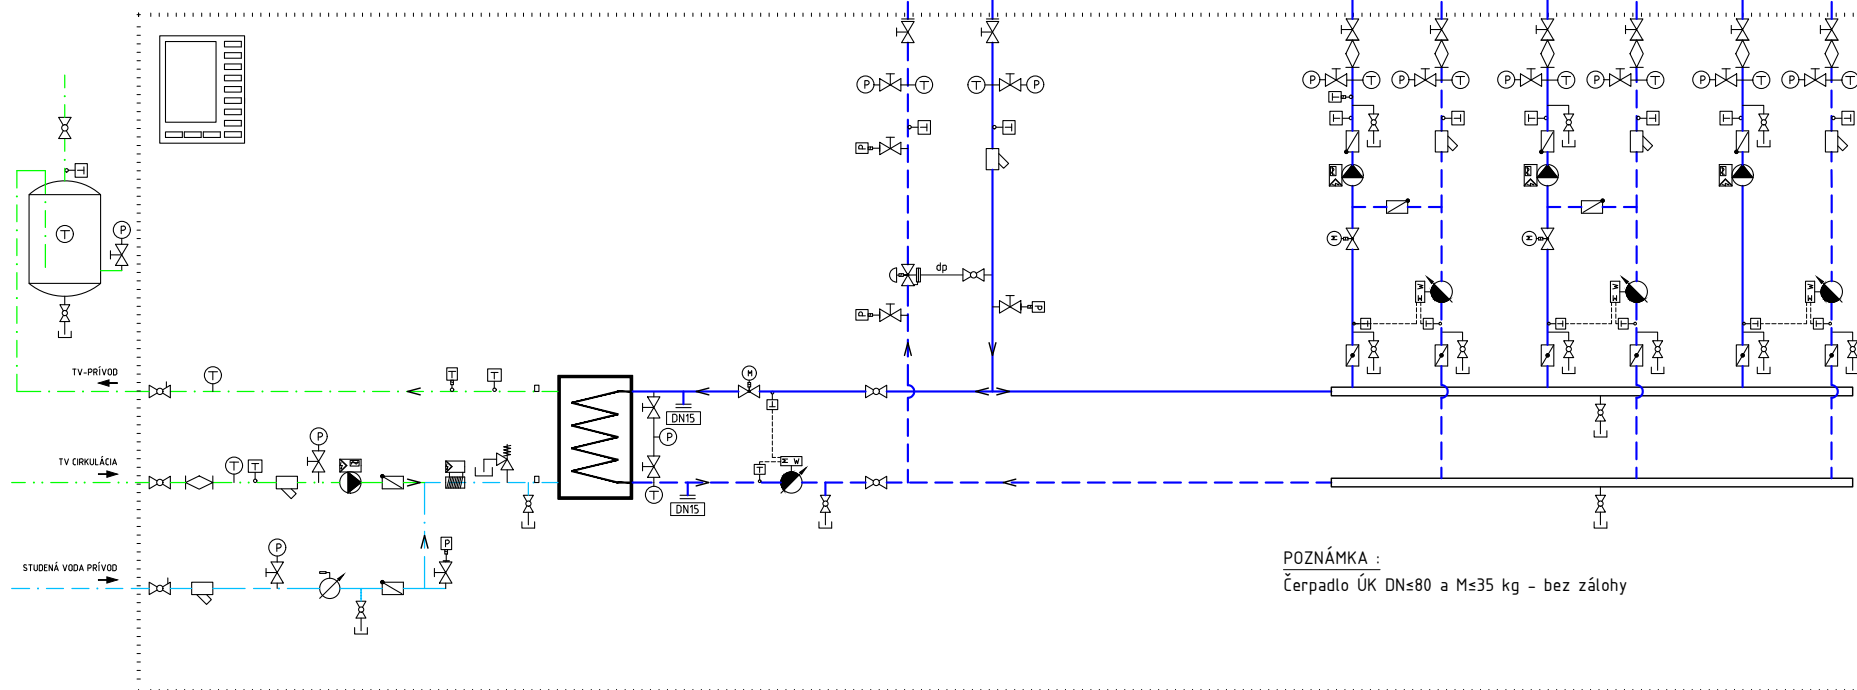 P
T
T
P
P
T
P
T
P
T
P
T
P
T
P
T
T
T
T
T
T
T
T
T
T
P
T
T
P
M
M
dp
P
P
W
M
W
M
W
M
T
T
T
T
T
T
TV-PRÍVOD
T
T
T
M
DN15
T
P
TV CIRKULÁCIA
P
T
T
M W
T
T
DN15
STUDENÁ VODA PRÍVOD
P
P
POZNÁMKA :
Čerpadlo ÚK DN≤80 a M≤35 kg - bez zálohy